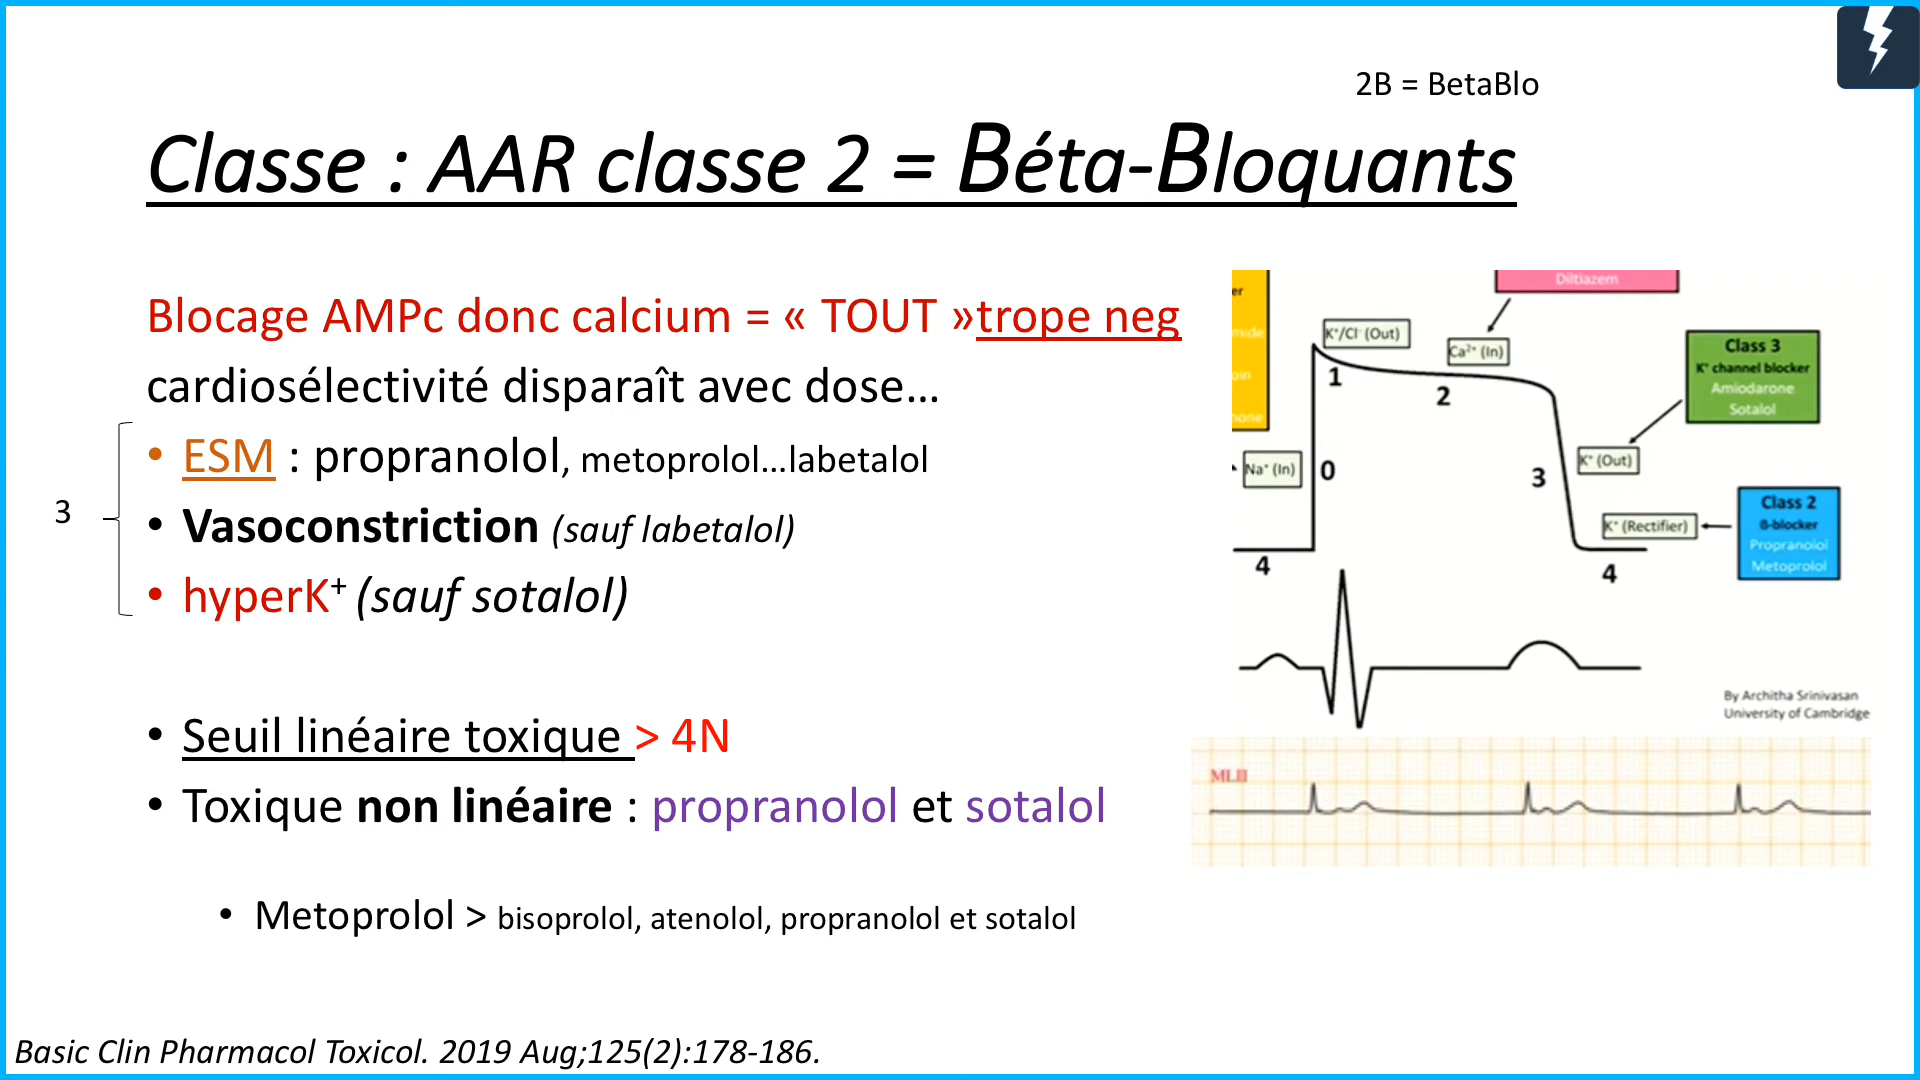 2B = BetaBlo
Classe : AAR classe 2 = Béta-Bloquants
Blocage AMPc donc calcium = « TOUT »trope neg
cardiosélectivité disparaît avec dose…
• ESM : propranolol, metoprolol…labetalol
3
• Vasoconstriction (sauf labetalol)
• hyperK⁺ (sauf sotalol)
• Seuil linéaire toxique > 4N
• Toxique non linéaire : propranolol et sotalol
• Metoprolol > bisoprolol, atenolol, propranolol et sotalol
Basic Clin Pharmacol Toxicol. 2019 Aug;125(2):178-186.
Diltiazem
K⁺/Cl⁻ (Out)
Ca²⁺ (In)
1
2
Class 3
K⁺ channel blocker
Amiodarone
Sotalol
Na⁺ (In)
0
3
K⁺ (Out)
Class 2
ß-blocker
Propranolol
Metoprolol
K⁺ (Rectifier)
4
4
By Architha Srinivasan
University of Cambridge
MLII